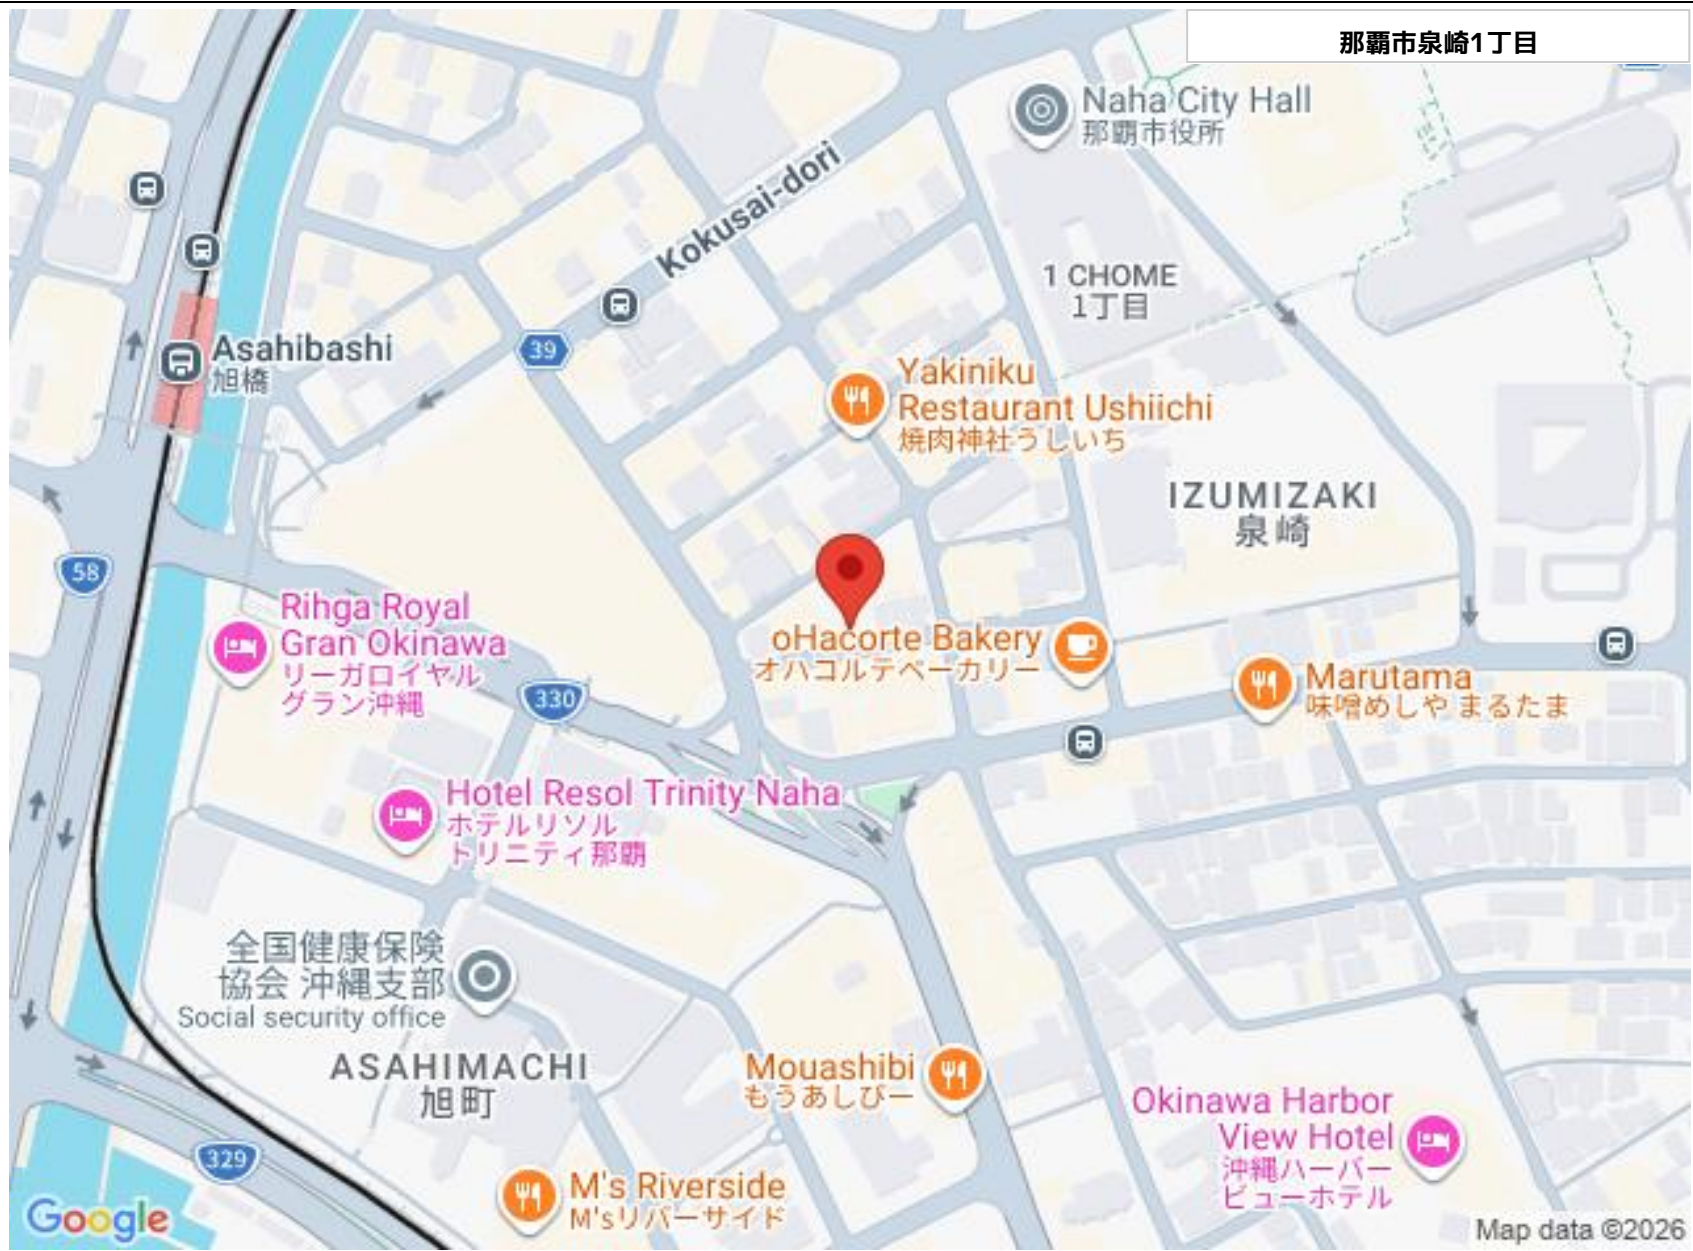 那覇市泉崎1丁目
Naha City Hall
那覇市役所
Kokusai-dori
1 CHOME
1丁目
Asahibashi
旭橋
39
Yakiniku
Restaurant Ushiichi
焼肉神社うしいち
IZUMIZAKI
泉崎
58
Rihga Royal
Gran Okinawa
リーガロイヤル
グラン沖縄
oHacorte Bakery
オハコルテベーカリー
Marutama
味噌めしや まるたま
330
Hotel Resol Trinity Naha
ホテルリソル
トリニティ那覇
全国健康保険
協会 沖縄支部
Social security office
ASAHIMACHI
旭町
Mouashibi
もうあしびー
Okinawa Harbor
View Hotel
沖縄ハーバー
ビューホテル
329
M's Riverside
M'sリバーサイド
Google
Map data ©2026